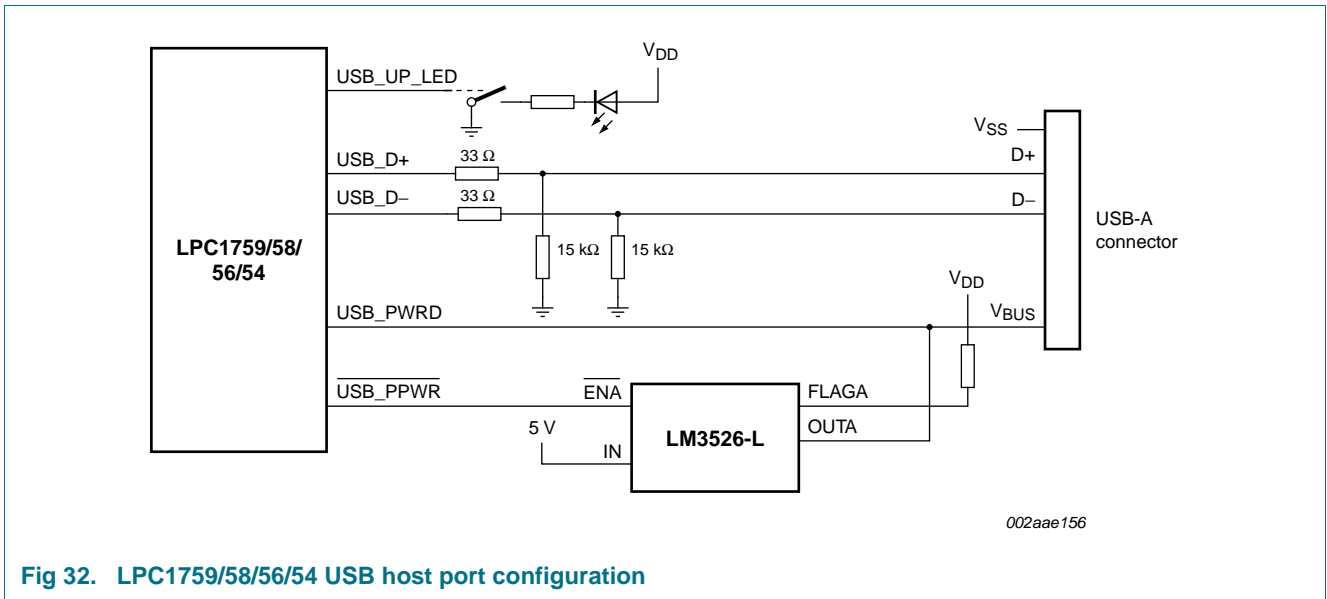 VDD
USB_UP_LED
VSS
USB_D+
33 Ω
D+
USB_D−
33 Ω
D−
USB-A
connector
LPC1759/58/
56/54
15 kΩ
15 kΩ
VDD
USB_PWRD
VBUS
USB_PPWR
ENA
FLAGA
5 V
IN
LM3526-L
OUTA
002aae156
Fig 32. LPC1759/58/56/54 USB host port configuration